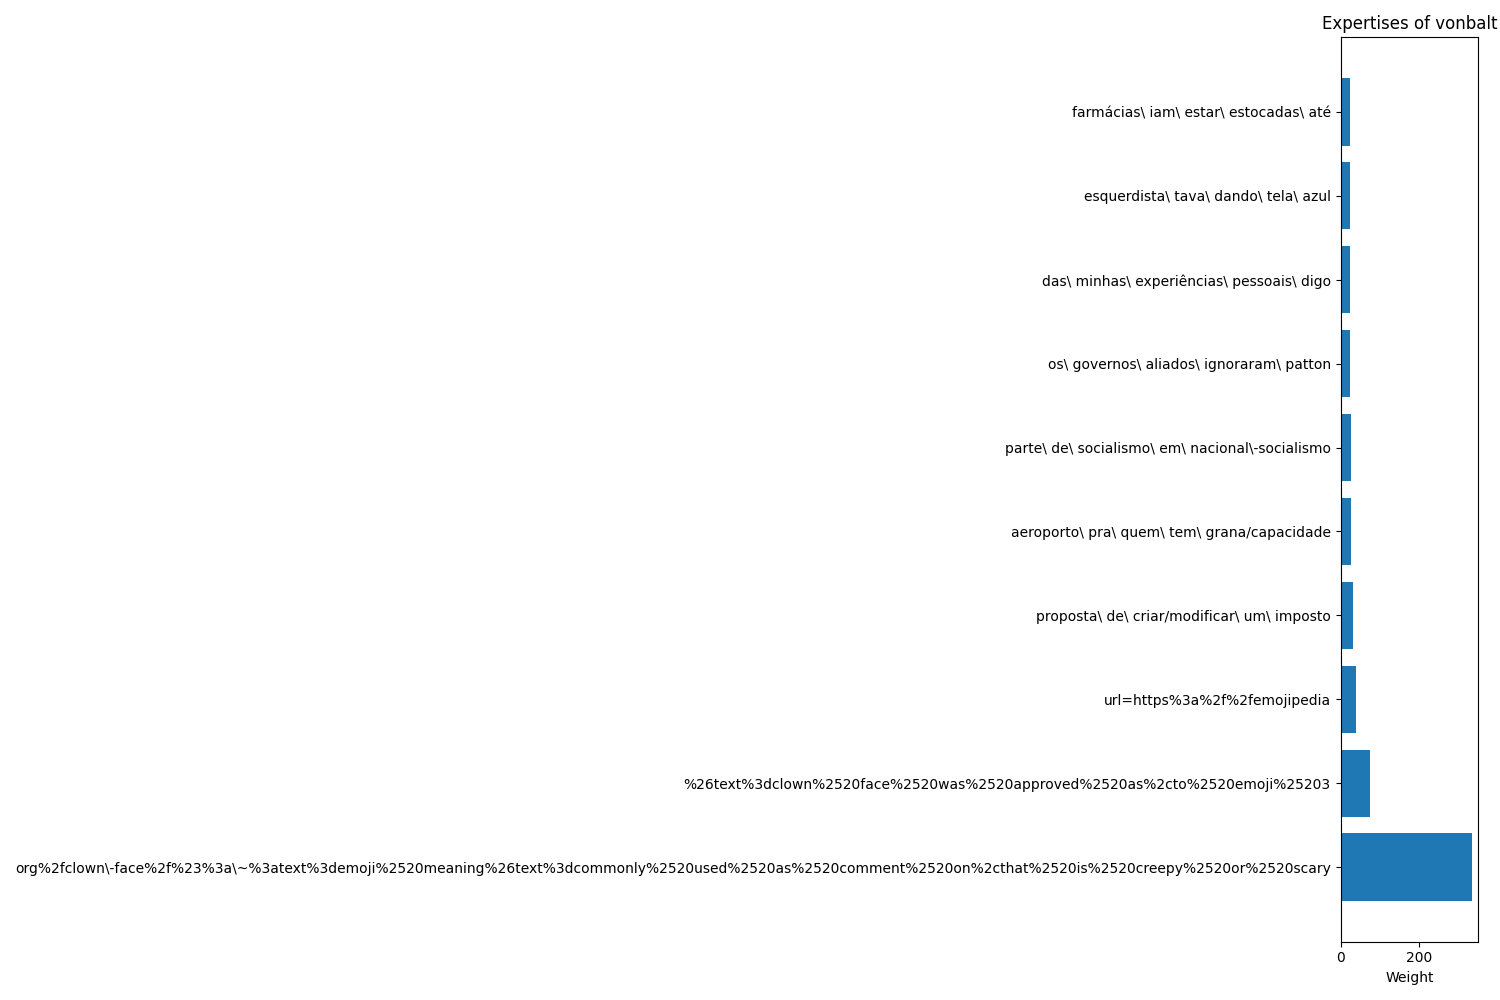 Expertises of vonbalt
farmácias\ iam\ estar\ estocadas\ até
esquerdista\ tava\ dando\ tela\ azul
das\ minhas\ experiências\ pessoais\ digo
os\ governos\ aliados\ ignoraram\ patton
parte\ de\ socialismo\ em\ nacional\-socialismo
aeroporto\ pra\ quem\ tem\ grana/capacidade
proposta\ de\ criar/modificar\ um\ imposto
url=https%3a%2f%2femojipedia
%26text%3dclown%2520face%2520was%2520approved%2520as%2cto%2520emoji%25203
org%2fclown\-face%2f%23%3a\~%3atext%3demoji%2520meaning%26text%3dcommonly%2520used%2520as%2520comment%2520on%2cthat%2520is%2520creepy%2520or%2520scary
0 200
Weight